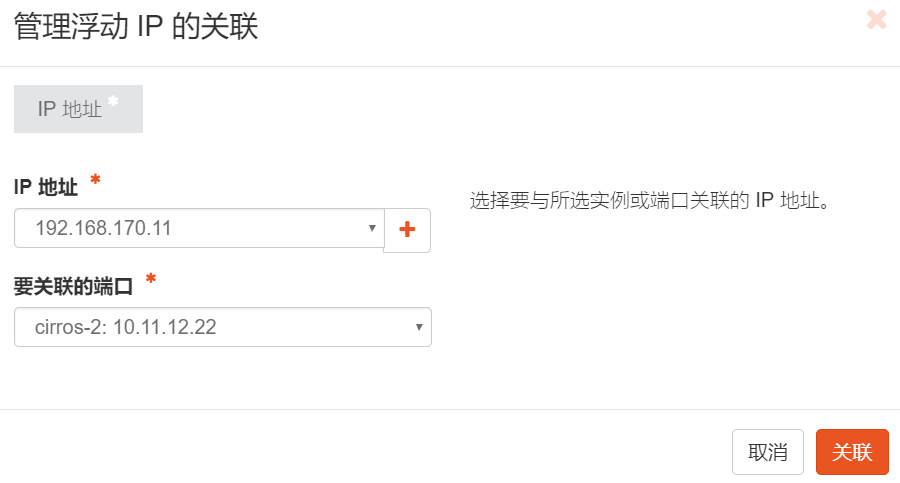 管理浮动 IP 的关联
IP 地址 *
IP 地址 *
192.168.170.11
选择要与所选实例或端口关联的 IP 地址。
要关联的端口 *
cirros-2: 10.11.12.22
取消
关联